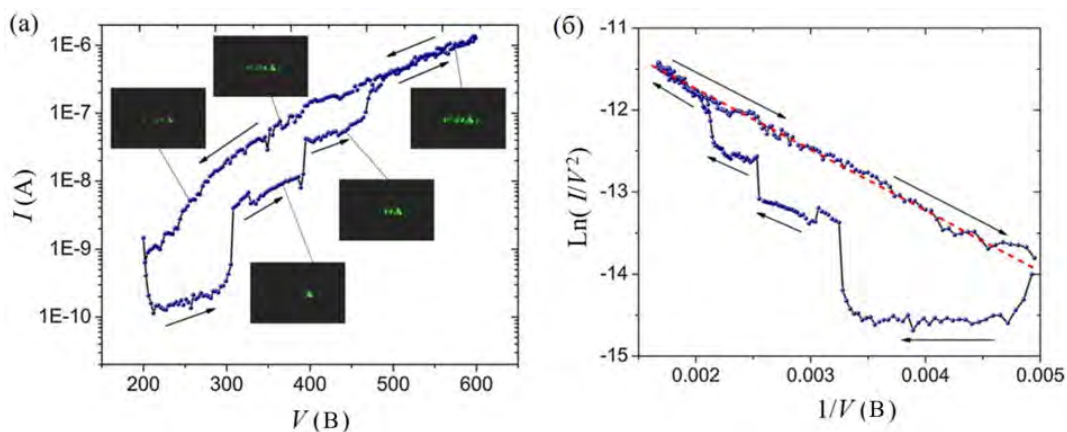 (а)
1E-6
1E-7
1E-8
1E-9
1E-10
I (А)
200
300
400
500
600
V (В)
(б)
-11
-12
-13
-14
-15
Ln( I/V²)
0.002
0.003
0.004
0.005
1/V (В)